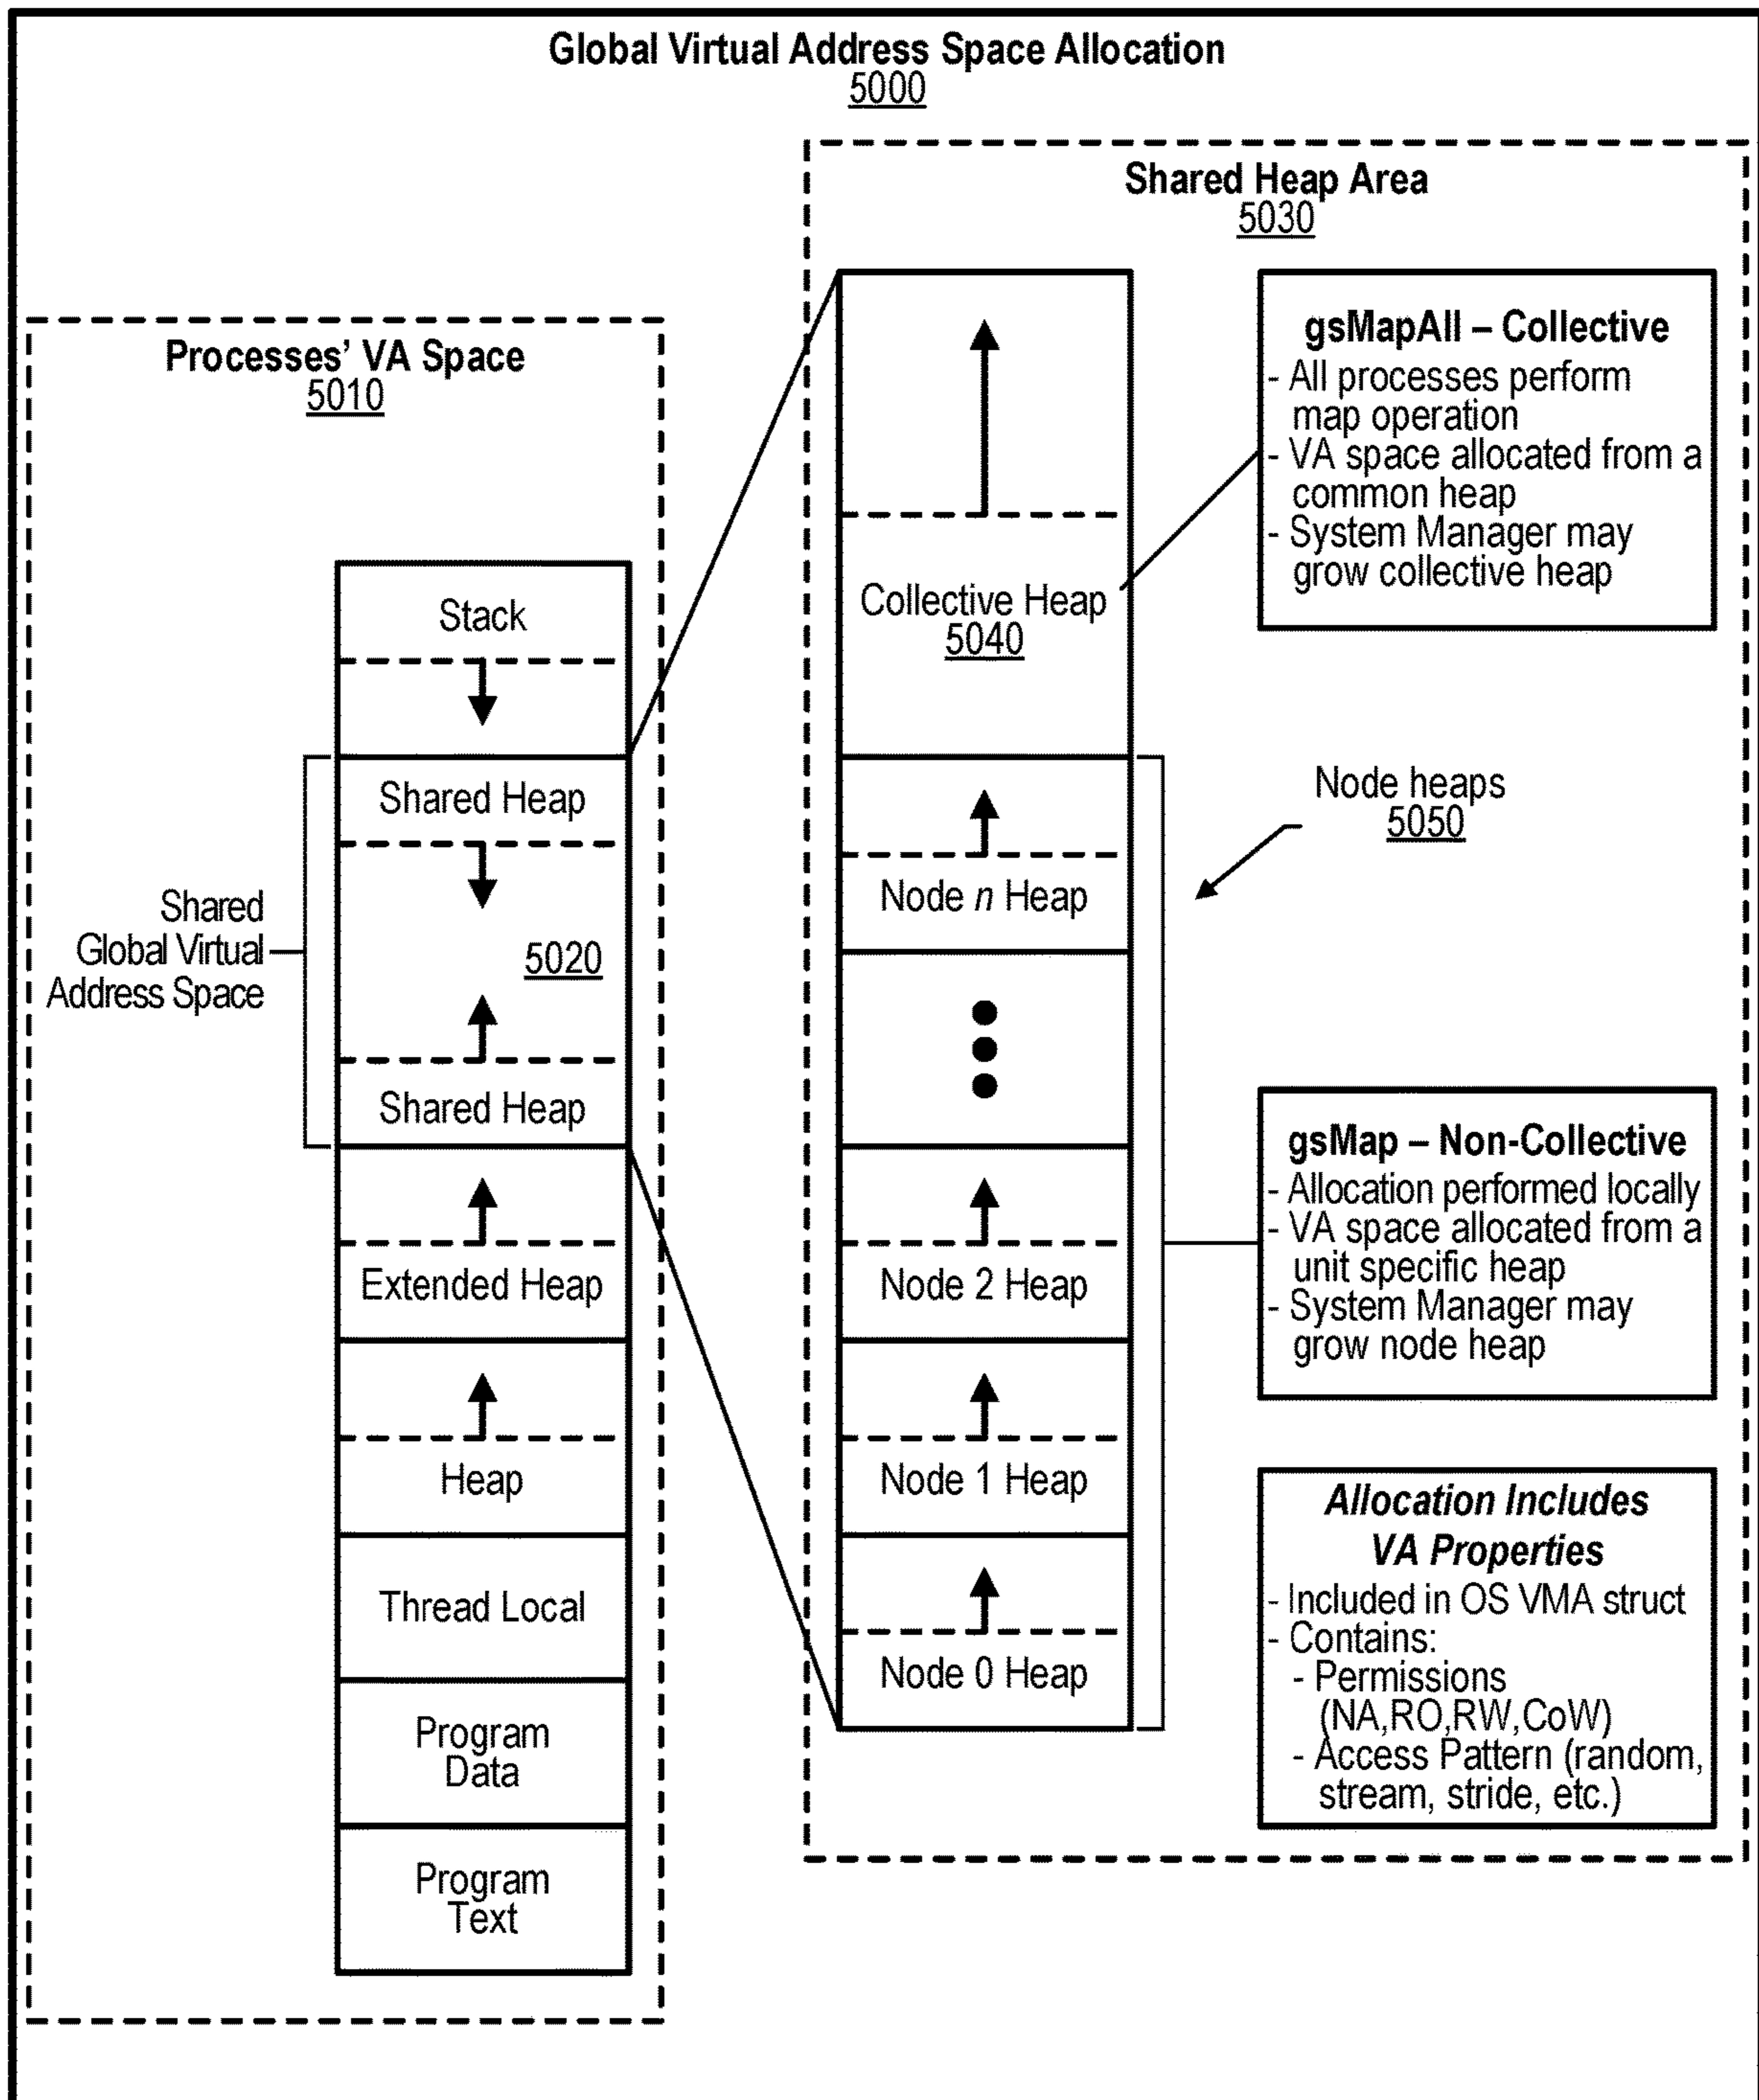 Global Virtual Address Space Allocation
5000
Processes’ VA Space
5010
Stack
Shared Heap
Shared
Global Virtual
Address Space
5020
Shared Heap
Extended Heap
Heap
Thread Local
Program
Data
Program
Text
Shared Heap Area
5030
Collective Heap
5040
Node n Heap
Node 2 Heap
Node 1 Heap
Node 0 Heap
gsMapAll – Collective
- All processes perform
map operation
- VA space allocated from a
common heap
- System Manager may
grow collective heap
Node heaps
5050
gsMap – Non-Collective
- Allocation performed locally
- VA space allocated from a
unit specific heap
- System Manager may
grow node heap
Allocation Includes
VA Properties
- Included in OS VMA struct
- Contains:
- Permissions
(NA,RO,RW,CoW)
- Access Pattern (random,
stream, stride, etc.)